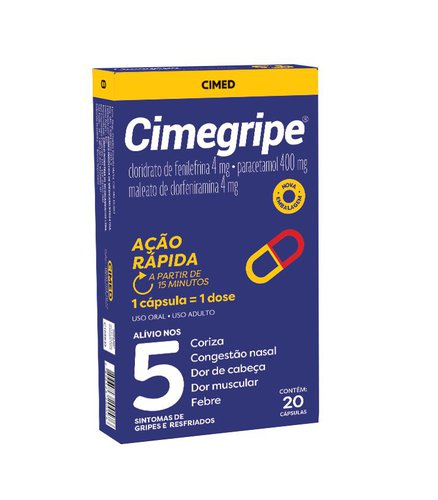 CIMED
Cimegripe®
cloridrato de fenilefrina 4 mg • paracetamol 400 mg
maleato de clorfeniramina 4 mg
NOVA
EMBALAGEM
AÇÃO
RÁPIDA
A PARTIR DE
15 MINUTOS
1 cápsula = 1 dose
USO ORAL • USO ADULTO
ALÍVIO NOS
5
SINTOMAS DE
GRIPES E RESFRIADOS
Coriza
Congestão nasal
Dor de cabeça
Dor muscular
Febre
CONTÉM:
20
CÁPSULAS
CIMED